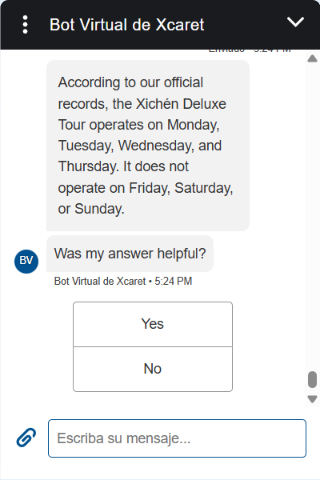 Bot Virtual de Xcaret
Enviado • 5:24 PM
According to our official
records, the Xichén Deluxe
Tour operates on Monday,
Tuesday, Wednesday, and
Thursday. It does not
operate on Friday, Saturday,
or Sunday.
Was my answer helpful?
BV
Bot Virtual de Xcaret • 5:24 PM
Yes
No
Escriba su mensaje...